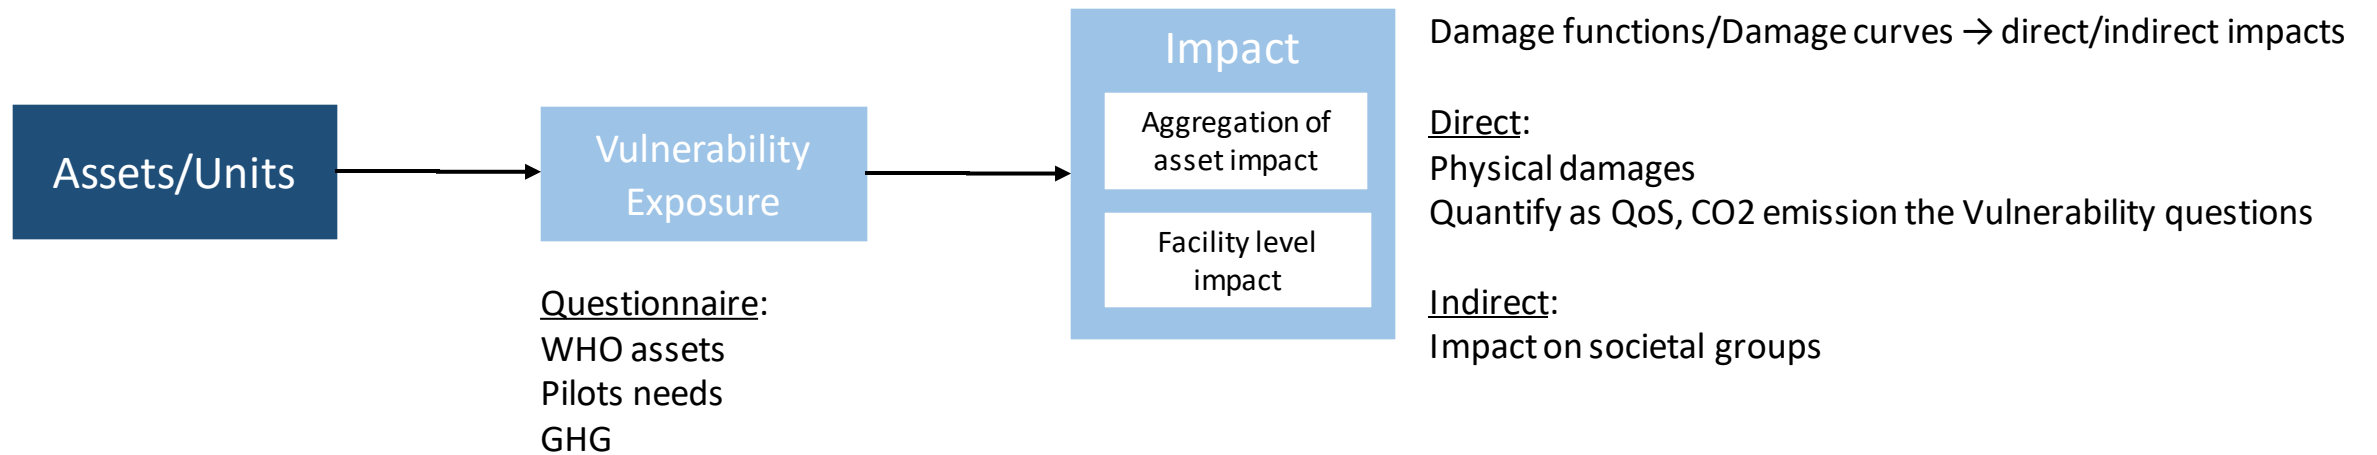 Assets/Units
Vulnerability
Exposure
Questionnaire:
WHO assets
Pilots needs
GHG
Impact
Aggregation of
asset impact
Facility level
impact
Damage functions/Damage curves → direct/indirect impacts
Direct:
Physical damages
Quantify as QoS, CO2 emission the Vulnerability questions
Indirect:
Impact on societal groups